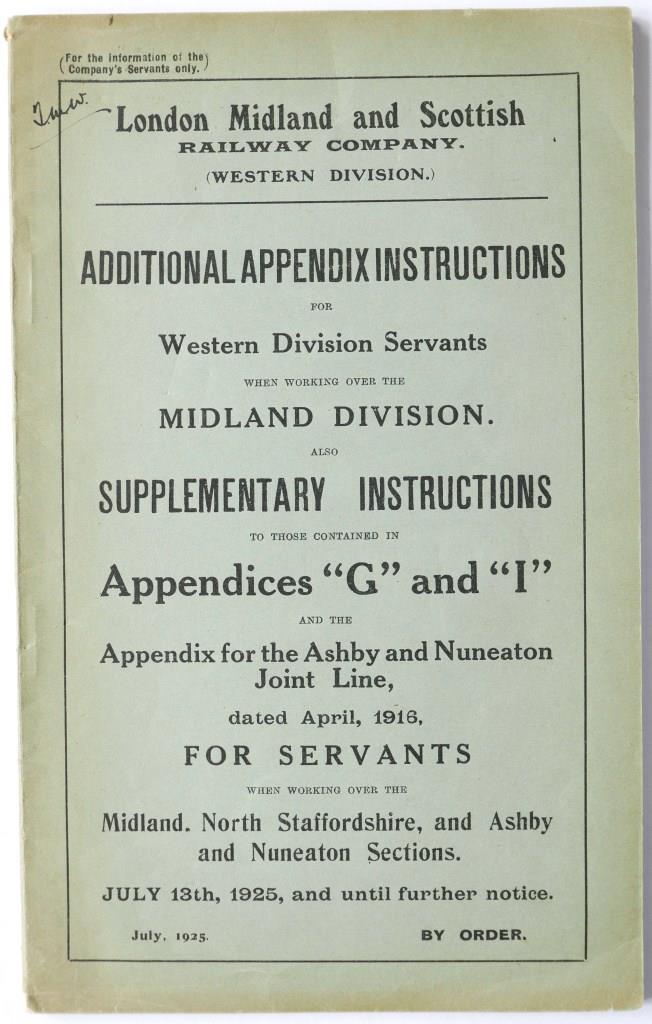 (For the information of the
Company's Servants only.)
London Midland and Scottish
RAILWAY COMPANY.
(WESTERN DIVISION.)
ADDITIONAL APPENDIX INSTRUCTIONS
FOR
Western Division Servants
WHEN WORKING OVER THE
MIDLAND DIVISION.
ALSO
SUPPLEMENTARY INSTRUCTIONS
TO THOSE CONTAINED IN
Appendices "G" and "I"
AND THE
Appendix for the Ashby and Nuneaton
Joint Line,
dated April, 1916,
FOR SERVANTS
WHEN WORKING OVER THE
Midland. North Staffordshire, and Ashby
and Nuneaton Sections.
JULY 13th, 1925, and until further notice.
July, 1925.
BY ORDER.